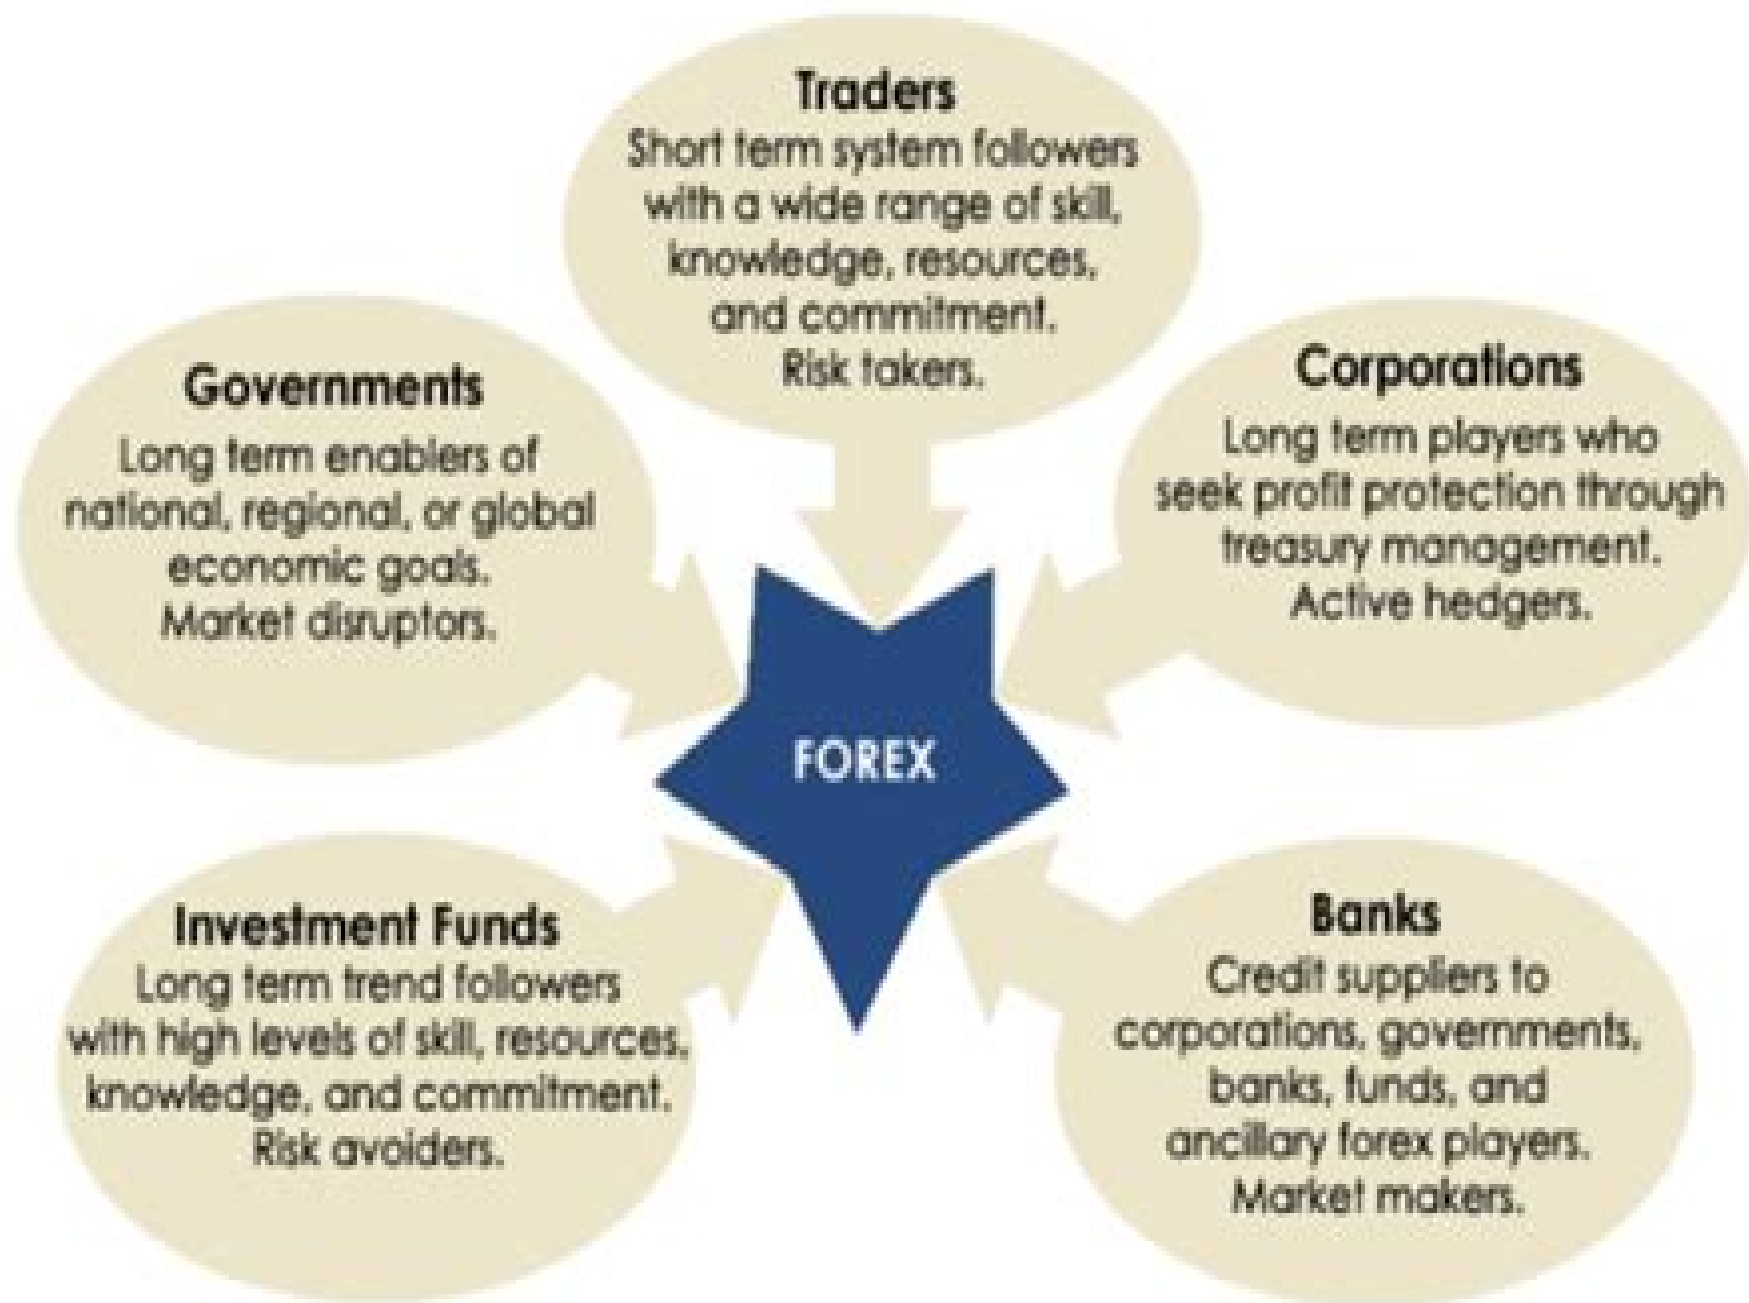 Traders
Short term system followers
with a wide range of skill,
knowledge, resources,
and commitment.
Risk takers.
Governments
Long term enablers of
national, regional, or global
economic goals.
Market disruptors.
Corporations
Long term players who
seek profit protection through
treasury management.
Active hedgers.
FOREX
Investment Funds
Long term trend followers
with high levels of skill, resources,
knowledge, and commitment.
Risk avoiders.
Banks
Credit suppliers to
corporations, governments,
banks, funds, and
ancillary forex players.
Market makers.